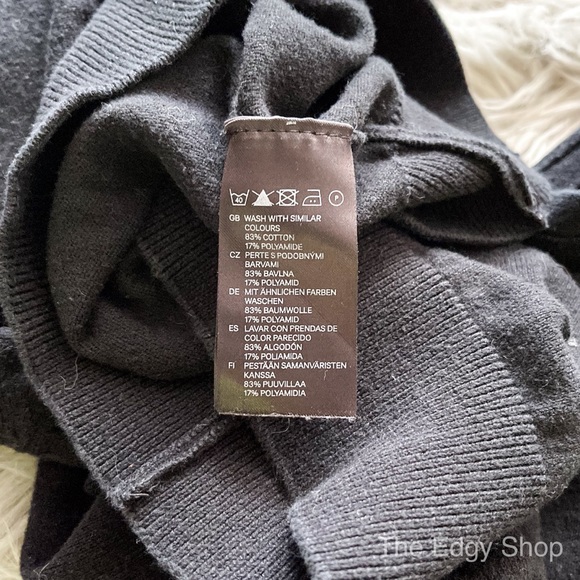 40 P
GB WASH WITH SIMILAR
COLOURS
83% COTTON
17% POLYAMIDE
CZ PERTE S PODOBNÝMI
BARVAMI
83% BAVLNA
17% POLYAMID
DE MIT ÄHNLICHEN FARBEN
WASCHEN
83% BAUMWOLLE
17% POLYAMID
ES LAVAR CON PRENDAS DE
COLOR PARECIDO
83% ALGODÓN
17% POLIAMIDA
FI PESTÄÄN SAMANVÄRISTEN
KANSSA
83% PUUVILLAA
17% POLYAMIDIA
The Edgy Shop